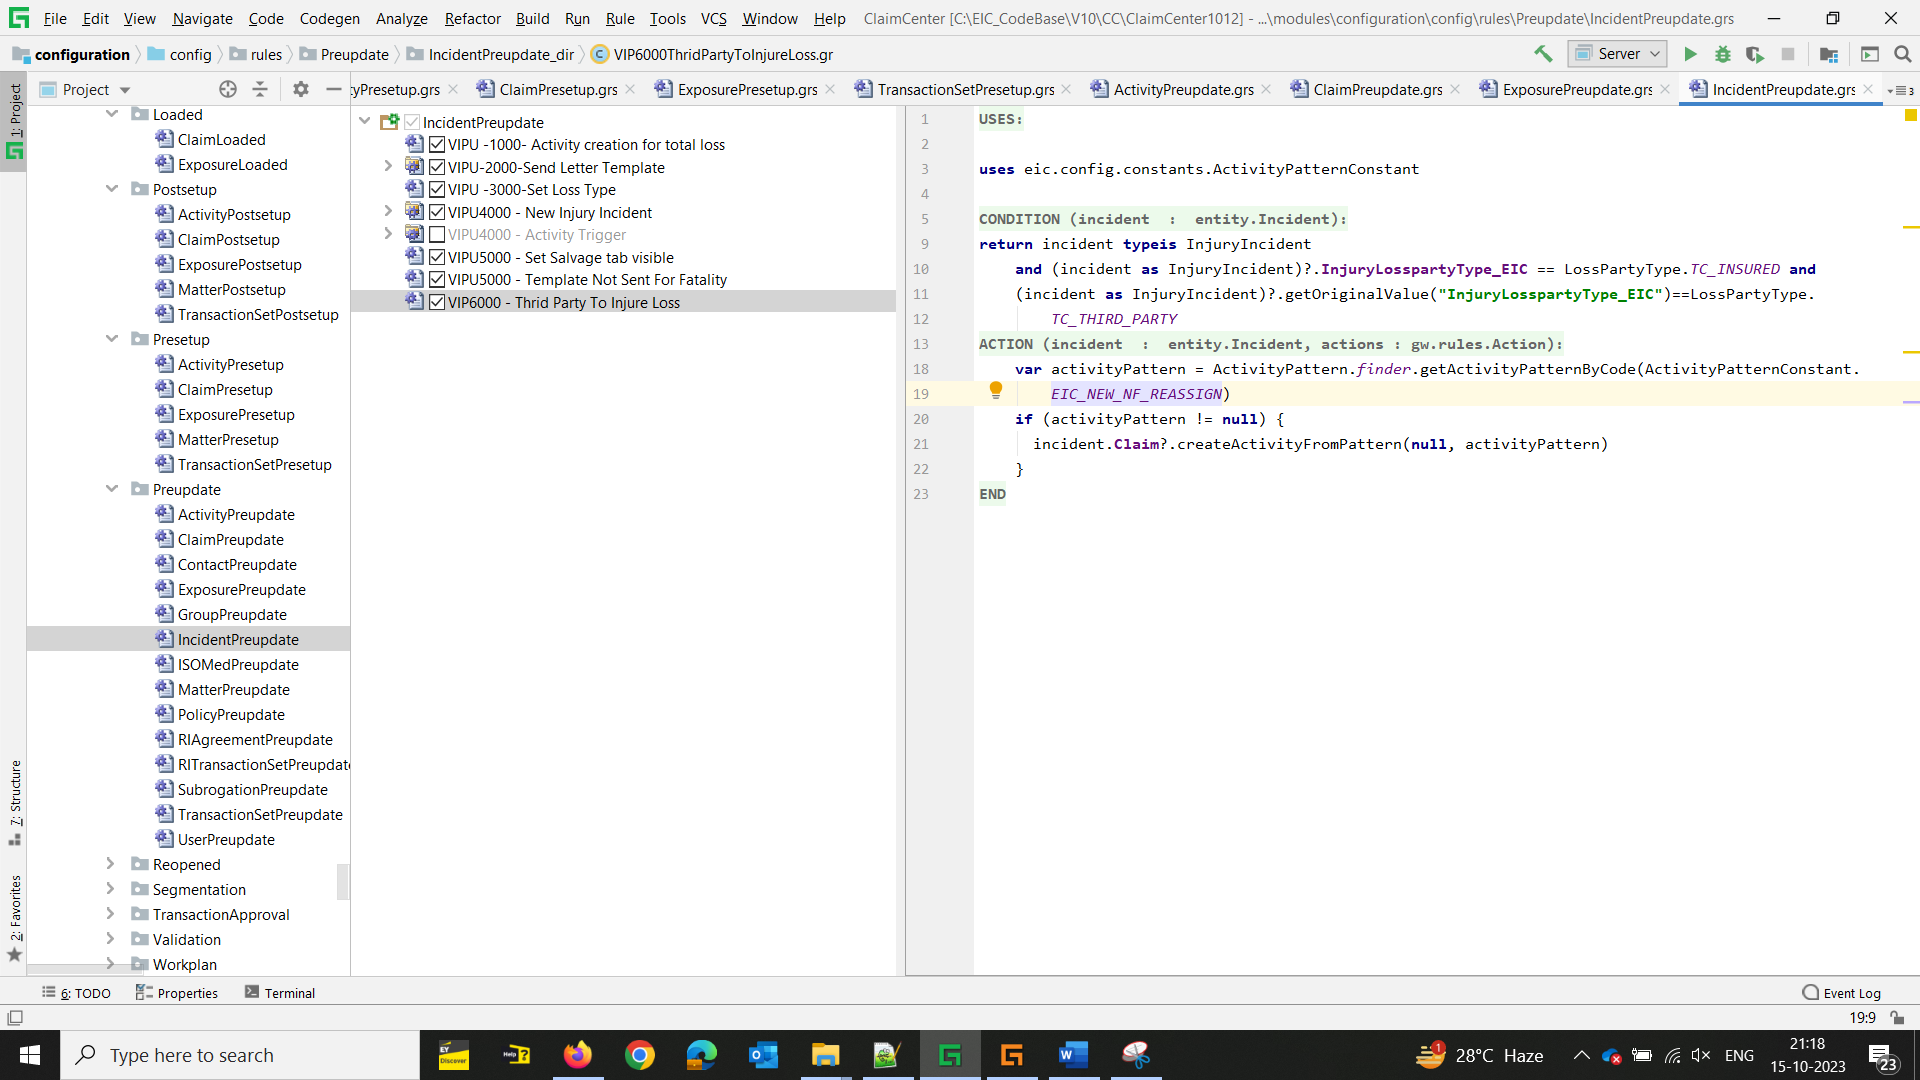 File Edit View Navigate Code Codegen Analyze Refactor Build Run Rule Tools VCS Window Help ClaimCenter [C:\EIC_CodeBase\V10\CC\ClaimCenter1012] - ...\modules\configuration\config\rules\Preupdate\IncidentPreupdate.grs
configuration config rules Preupdate IncidentPreupdate_dir VIP6000ThridPartyToInjureLoss.gr Server
Project yPresetup.grs ClaimPresetup.grs ExposurePresetup.grs TransactionSetPresetup.grs ActivityPreupdate.grs ClaimPreupdate.grs ExposurePreupdate.grs IncidentPreupdate.grs 3
1: Project
7: Structure
2: Favorites
Loaded
ClaimLoaded
ExposureLoaded
Postsetup
ActivityPostsetup
ClaimPostsetup
ExposurePostsetup
MatterPostsetup
TransactionSetPostsetup
Presetup
ActivityPresetup
ClaimPresetup
ExposurePresetup
MatterPresetup
TransactionSetPresetup
Preupdate
ActivityPreupdate
ClaimPreupdate
ContactPreupdate
ExposurePreupdate
GroupPreupdate
IncidentPreupdate
ISOMedPreupdate
MatterPreupdate
PolicyPreupdate
RIAgreementPreupdate
RITransactionSetPreupdat
SubrogationPreupdate
TransactionSetPreupdate
UserPreupdate
Reopened
Segmentation
TransactionApproval
Validation
Workplan
IncidentPreupdate
VIPU -1000- Activity creation for total loss
VIPU-2000-Send Letter Template
VIPU -3000-Set Loss Type
VIPU4000 - New Injury Incident
VIPU4000 - Activity Trigger
VIPU5000 - Set Salvage tab visible
VIPU5000 - Template Not Sent For Fatality
VIP6000 - Thrid Party To Injure Loss
1 USES:
2
3 uses eic.config.constants.ActivityPatternConstant
4
5 CONDITION (incident : entity.Incident):
9 return incident typeis InjuryIncident
10 and (incident as InjuryIncident)?.InjuryLosspartyType_EIC == LossPartyType.TC_INSURED and
11 (incident as InjuryIncident)?.getOriginalValue("InjuryLosspartyType_EIC")==LossPartyType.
12 TC_THIRD_PARTY
13 ACTION (incident : entity.Incident, actions : gw.rules.Action):
18 var activityPattern = ActivityPattern.finder.getActivityPatternByCode(ActivityPatternConstant.
19 EIC_NEW_NF_REASSIGN)
20 if (activityPattern != null) {
21 incident.Claim?.createActivityFromPattern(null, activityPattern)
22 }
23 END
6: TODO Properties Terminal Event Log
19:9
Type here to search EY Discover Help ? 1 28°C Haze ENG 21:18 23
15-10-2023